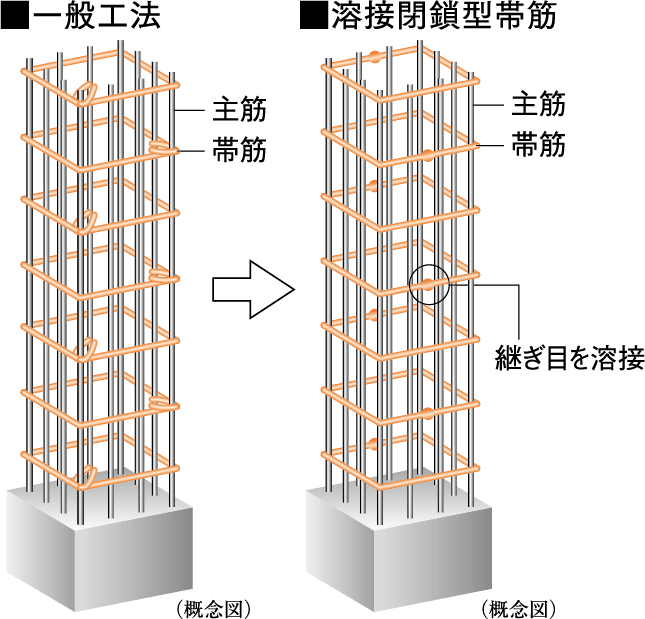 ■一般工法
主筋
帯筋
(概念図)
■溶接閉鎖型帯筋
主筋
帯筋
継ぎ目を溶接
(概念図)